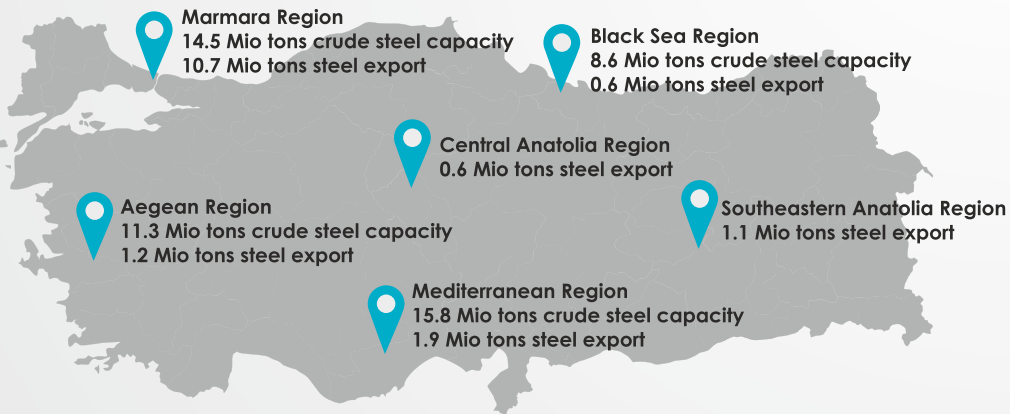 Marmara Region
14.5 Mio tons crude steel capacity
10.7 Mio tons steel export
Black Sea Region
8.6 Mio tons crude steel capacity
0.6 Mio tons steel export
Central Anatolia Region
0.6 Mio tons steel export
Aegean Region
11.3 Mio tons crude steel capacity
1.2 Mio tons steel export
Southeastern Anatolia Region
1.1 Mio tons steel export
Mediterranean Region
15.8 Mio tons crude steel capacity
1.9 Mio tons steel export